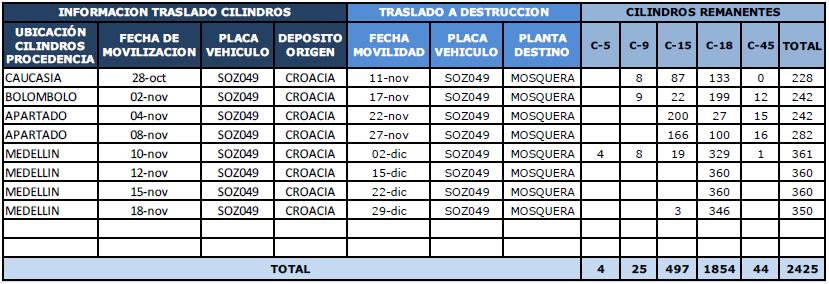 INFORMACION TRASLADO CILINDROS TRASLADO A DESTRUCCION CILINDROS REMANENTES
UBICACIÓN CILINDROS PROCEDENCIA FECHA DE MOVILIZACION PLACA VEHICULO DEPOSITO ORIGEN FECHA MOVILIDAD PLACA VEHICULO PLANTA DESTINO C-5 C-9 C-15 C-18 C-45 TOTAL
CAUCASIA 28-oct SOZ049 CROACIA 11-nov SOZ049 MOSQUERA 8 87 133 0 228
BOLOMBOLO 02-nov SOZ049 CROACIA 17-nov SOZ049 MOSQUERA 9 22 199 12 242
APARTADO 04-nov SOZ049 CROACIA 22-nov SOZ049 MOSQUERA 200 27 15 242
APARTADO 08-nov SOZ049 CROACIA 27-nov SOZ049 MOSQUERA 166 100 16 282
MEDELLIN 10-nov SOZ049 CROACIA 02-dic SOZ049 MOSQUERA 4 8 19 329 1 361
MEDELLIN 12-nov SOZ049 CROACIA 15-dic SOZ049 MOSQUERA 360 360
MEDELLIN 15-nov SOZ049 CROACIA 22-dic SOZ049 MOSQUERA 360 360
MEDELLIN 18-nov SOZ049 CROACIA 29-dic SOZ049 MOSQUERA 3 346 350
TOTAL 4 25 497 1854 44 2425